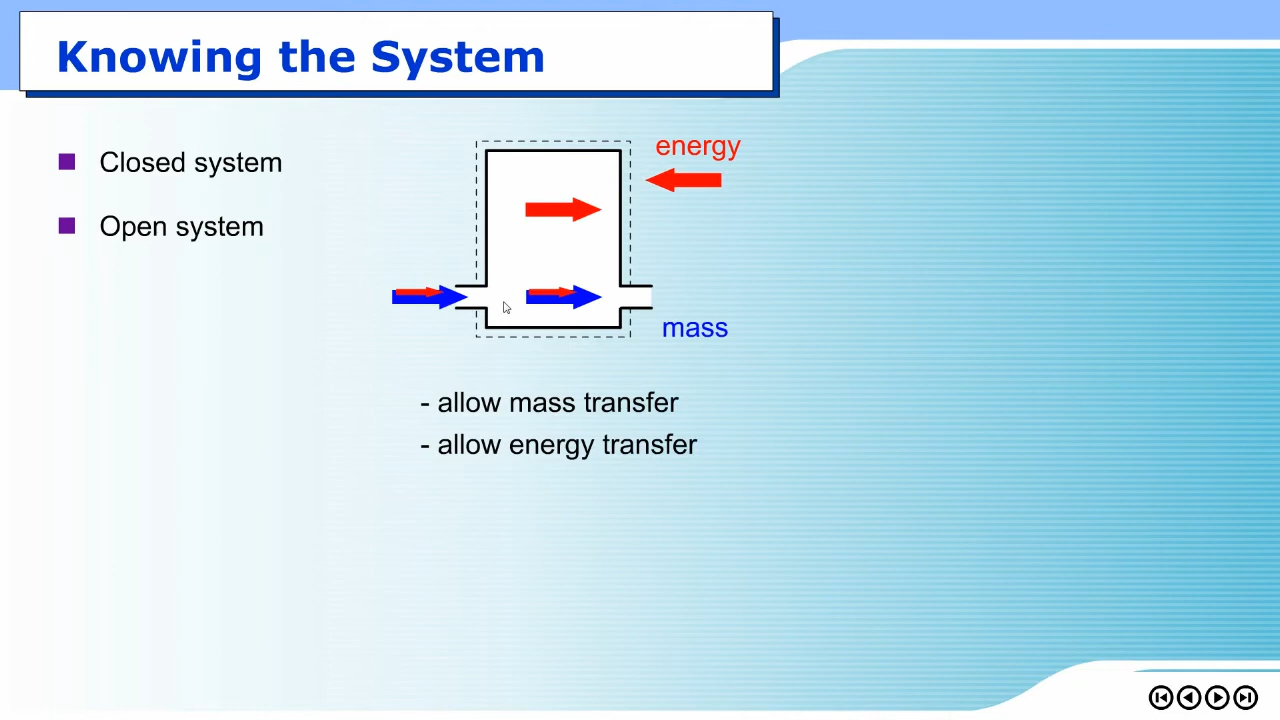 Knowing the System
Closed system
Open system
energy
mass
- allow mass transfer
- allow energy transfer